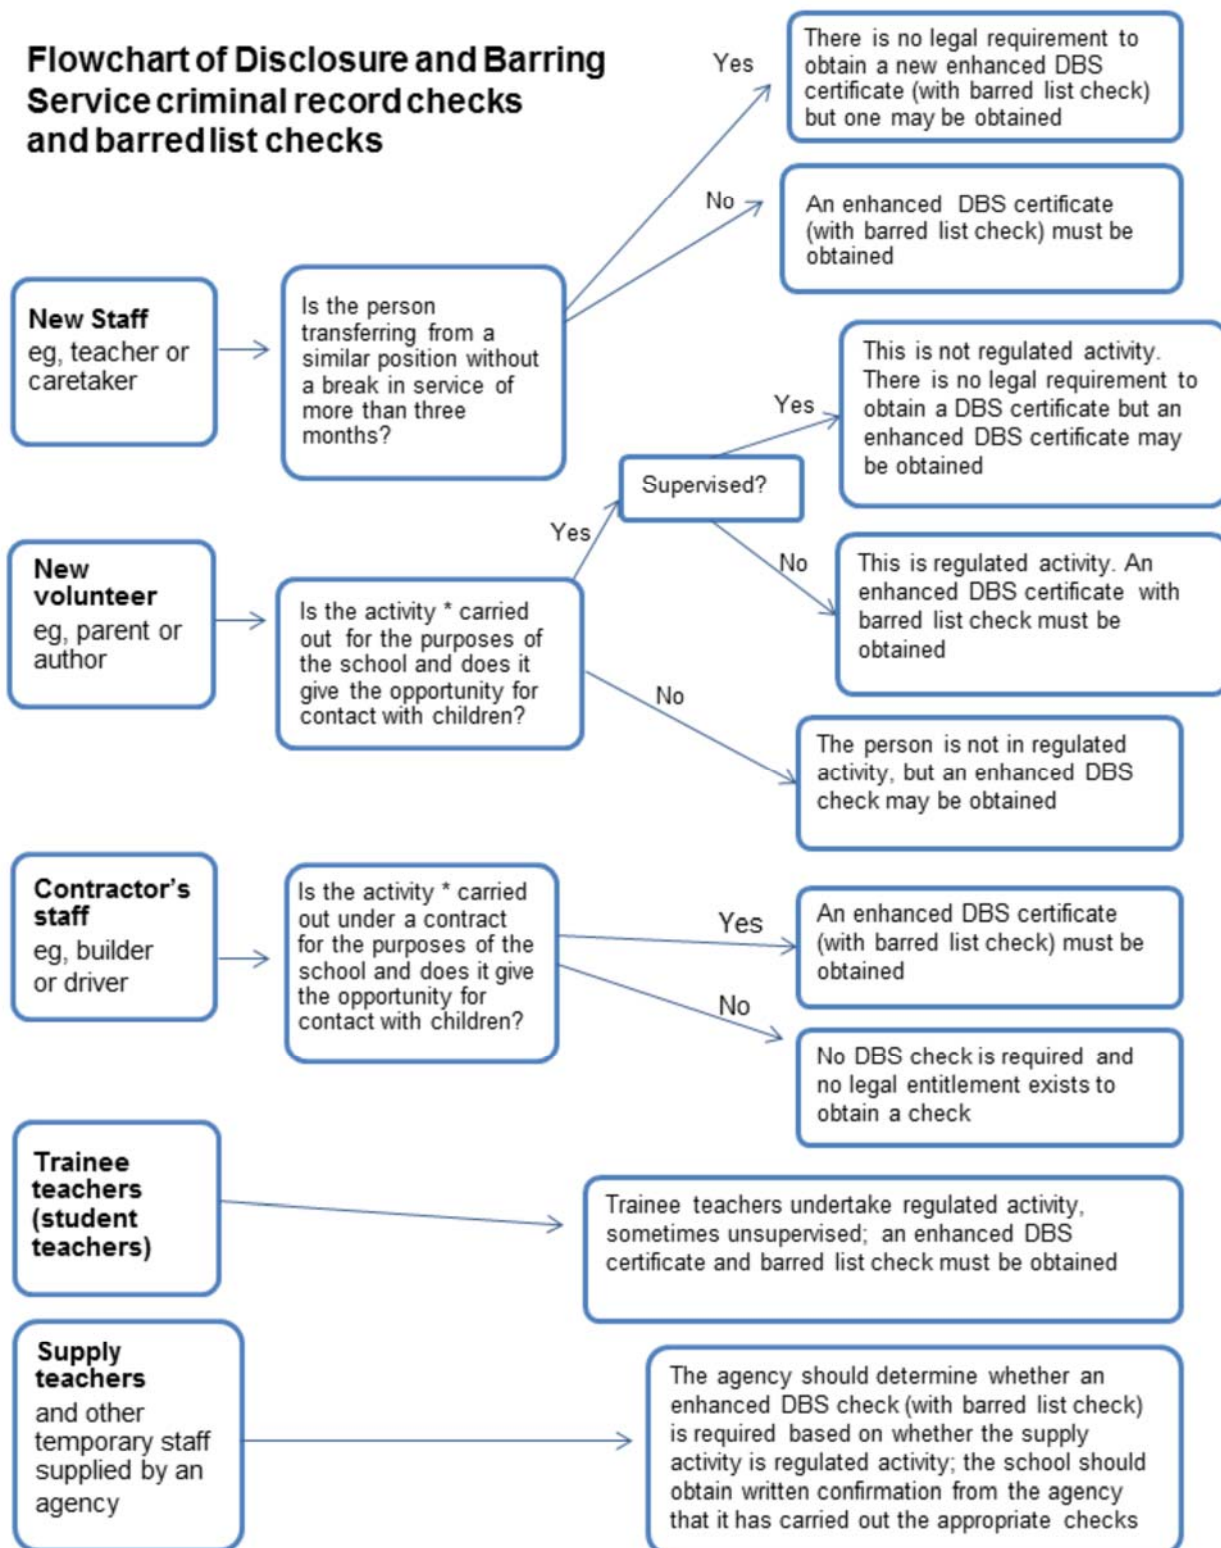 Flowchart of Disclosure and Barring
Service criminal record checks
and barred list checks
Yes
There is no legal requirement to
obtain a new enhanced DBS
certificate (with barred list check)
but one may be obtained
No
An enhanced DBS certificate
(with barred list check) must be
obtained
New Staff
eg, teacher or
caretaker
Is the person
transferring from a
similar position without
a break in service of
more than three
months?
Supervised?
Yes
This is not regulated activity.
There is no legal requirement to
obtain a DBS certificate but an
enhanced DBS certificate may
be obtained
No
This is regulated activity. An
enhanced DBS certificate with
barred list check must be
obtained
New
volunteer
eg, parent or
author
Is the activity * carried
out for the purposes of
the school and does it
give the opportunity for
contact with children?
Yes
No
The person is not in regulated
activity, but an enhanced DBS
check may be obtained
Contractor's
staff
eg, builder
or driver
Is the activity * carried
out under a contract
for the purposes of the
school and does it give
the opportunity for
contact with children?
Yes
An enhanced DBS certificate
(with barred list check) must be
obtained
No
No DBS check is required and
no legal entitlement exists to
obtain a check
Trainee
teachers
(student
teachers)
Trainee teachers undertake regulated activity,
sometimes unsupervised; an enhanced DBS
certificate and barred list check must be obtained
Supply
teachers
and other
temporary staff
supplied by an
agency
The agency should determine whether an
enhanced DBS check (with barred list check)
is required based on whether the supply
activity is regulated activity; the school should
obtain written confirmation from the agency
that it has carried out the appropriate checks